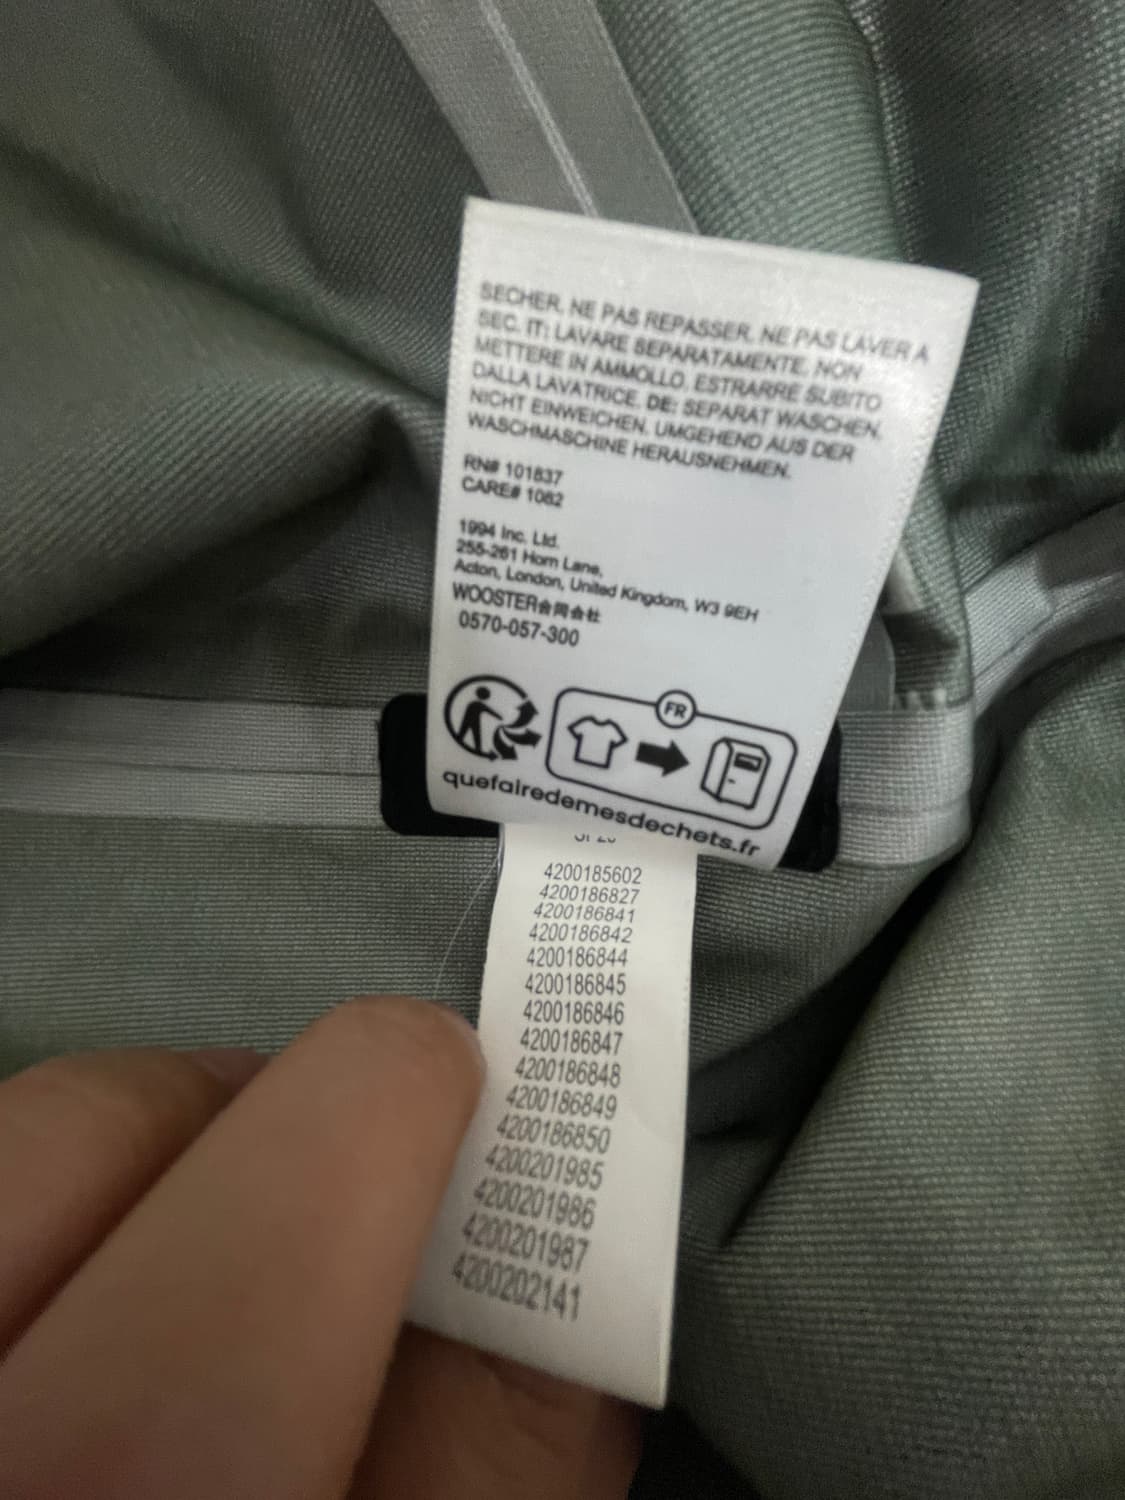 SECHER, NE PAS REPASSER, NE PAS LAVER A
SEC. IT: LAVARE SEPARATAMENTE, NON
METTERE IN AMMOLLO, ESTRARRE SUBITO
DALLA LAVATRICE. DE: SEPARAT WASCHEN,
NICHT EINWEICHEN, UMGEHEND AUS DER
WASCHMASCHINE HERAUSNEHMEN.
RN# 101837
CARE# 1082
1994 Inc. Ltd.
255-261 Horn Lane,
Acton, London, United Kingdom, W3 9EH
WOOSTER合同会社
0570-057-300
FR
quefairedemesdechets.fr
4200185602
4200186827
4200186841
4200186842
4200186844
4200186845
4200186846
4200186847
4200186848
4200186849
4200186850
4200201985
4200201986
4200201987
4200202141